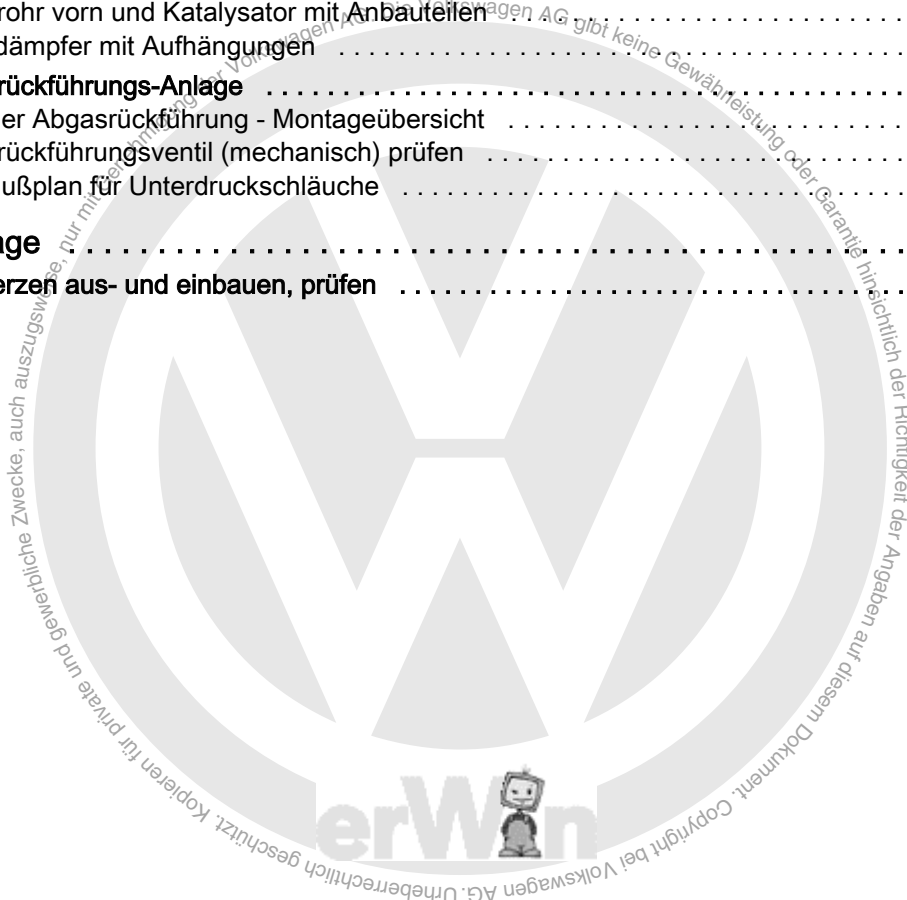 rohr vorn und Katalysator mit Anbauteilen . . . . . . . . . . . . . . . . . . . . . . . . . . . . . .
dämpfer mit Aufhängungen . . . . . . . . . . . . . . . . . . . . . . . . . . . . . . . . . . . . . . . . . .
rückführungs-Anlage . . . . . . . . . . . . . . . . . . . . . . . . . . . . . . . . . . . . . . . .
er Abgasrückführung - Montageübersicht . . . . . . . . . . . . . . . . . . . . . . . . . . . . . .
rückführungsventil (mechanisch) prüfen . . . . . . . . . . . . . . . . . . . . . . . . . . . . . . .
ußplan für Unterdruckschläuche . . . . . . . . . . . . . . . . . . . . . . . . . . . . . . . . . . . . .
age . . . . . . . . . . . . . . . . . . . . . . . . . . . . . . . . . . . . . . . . .
erzen aus- und einbauen, prüfen . . . . . . . . . . . . . . . . . . . . . . . . . . . . . . . .
Urheberrechtlich geschützt. Kopieren für private und gewerbliche Zwecke, auch auszugsweise, nur mit Genehmigung der Volkswagen AG. Die Volkswagen AG gibt keine Gewährleistung oder Garantie hinsichtlich der Richtigkeit der Angaben auf diesem Dokument. Copyright bei Volkswagen AG.
erWin